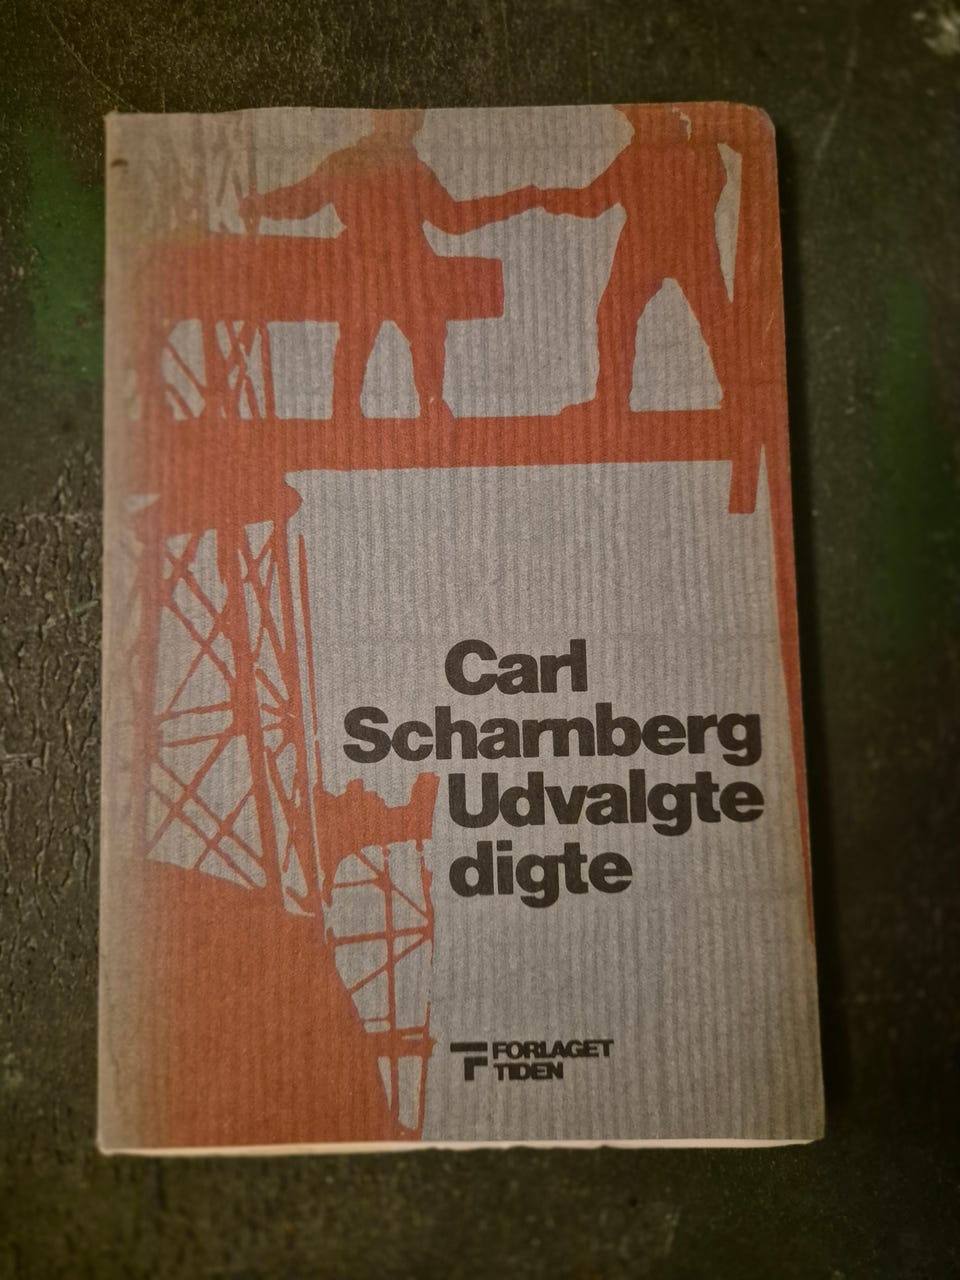 Carl
Scharnberg
Udvalgte
digte
FORLAGET
TIDEN